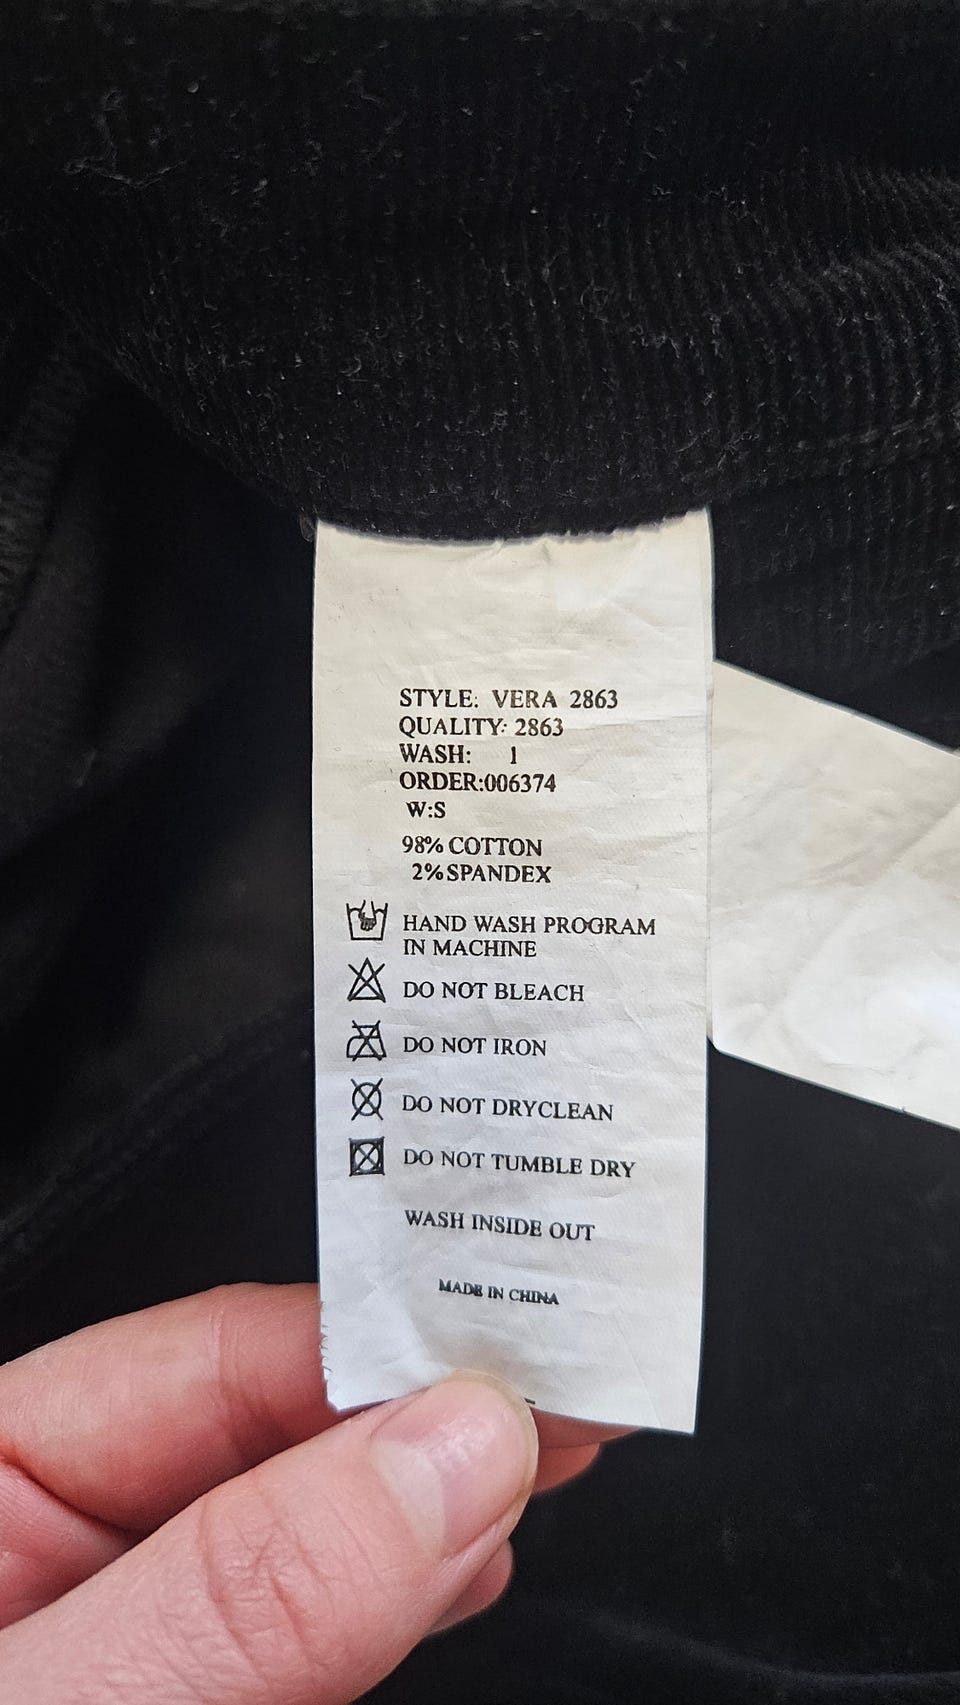 STYLE: VERA 2863
QUALITY: 2863
WASH: 1
ORDER:006374
W:S
98% COTTON
2% SPANDEX
HAND WASH PROGRAM
IN MACHINE
DO NOT BLEACH
DO NOT IRON
DO NOT DRYCLEAN
DO NOT TUMBLE DRY
WASH INSIDE OUT
MADE IN CHINA